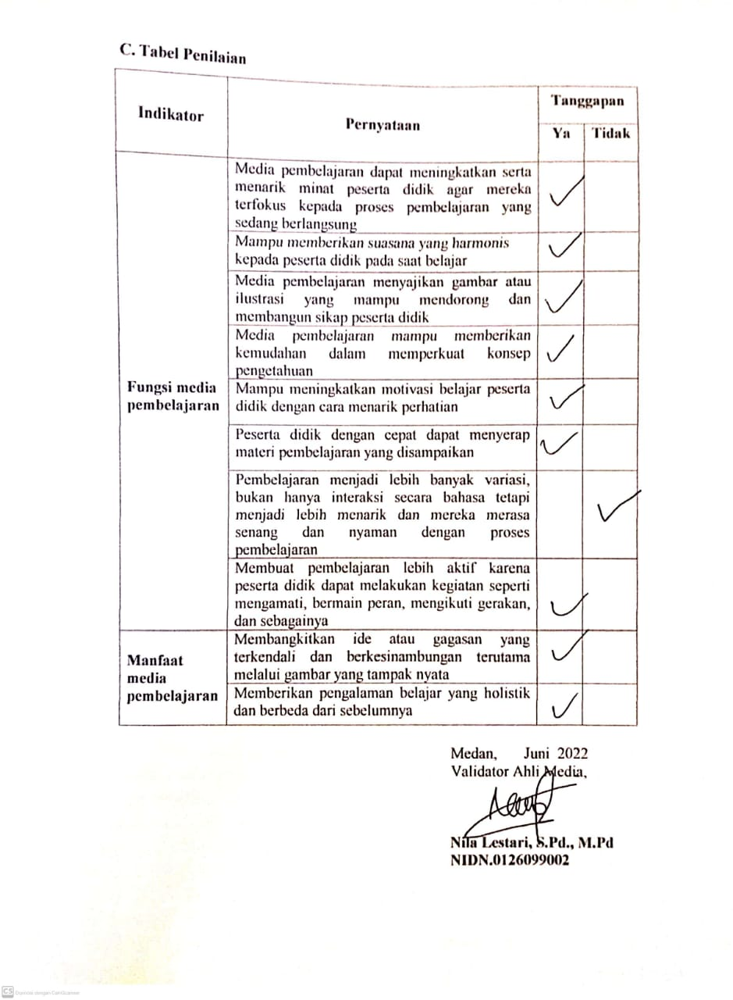 C. Tabel Penilaian
Indikator
Pernyataan
Tanggapan
Ya
Tidak
Fungsi media
pembelajaran
Media pembelajaran dapat meningkatkan serta
menarik minat peserta didik agar mereka
terfokus kepada proses pembelajaran yang
sedang berlangsung
✓
Mampu memberikan suasana yang harmonis
kepada peserta didik pada saat belajar
✓
Media pembelajaran menyajikan gambar atau
ilustrasi yang mampu mendorong dan
membangun sikap peserta didik
✓
Media pembelajaran mampu memberikan
kemudahan dalam memperkuat konsep
pengetahuan
✓
Mampu meningkatkan motivasi belajar peserta
didik dengan cara menarik perhatian
✓
Peserta didik dengan cepat dapat menyerap
materi pembelajaran yang disampaikan
✓
Pembelajaran menjadi lebih banyak variasi,
bukan hanya interaksi secara bahasa tetapi
menjadi lebih menarik dan mereka merasa
senang dan nyaman dengan proses
pembelajaran
✓
Membuat pembelajaran lebih aktif karena
peserta didik dapat melakukan kegiatan seperti
mengamati, bermain peran, mengikuti gerakan,
dan sebagainya
✓
Manfaat
media
pembelajaran
Membangkitkan ide atau gagasan yang
terkendali dan berkesinambungan terutama
melalui gambar yang tampak nyata
✓
Memberikan pengalaman belajar yang holistik
dan berbeda dari sebelumnya
✓
Medan, Juni 2022
Validator Ahli Media,
Nila Lestari, S.Pd., M.Pd
NIDN.0126099002
CS Dipindai dengan CamScanner